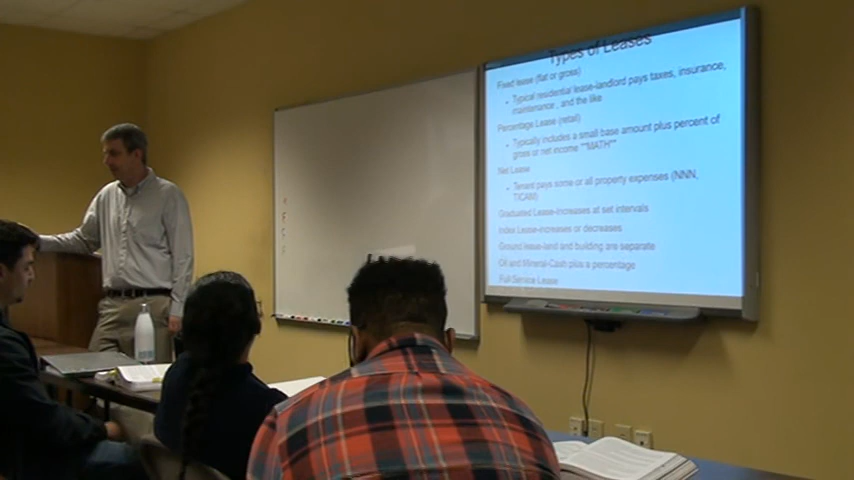 Types of Leases
Fixed lease (flat or gross)
• Typical residential lease-landlord pays taxes, insurance,
maintenance , and the like
Percentage Lease (retail)
• Typically includes a small base amount plus percent of
gross or net income **MATH**
Net Lease
• Tenant pays some or all property expenses (NNN,
TICAM)
Graduated Lease-increases at set intervals
Index Lease-increases or decreases
Ground lease-land and building are separate
Oil and Mineral-Cash plus a percentage
Full Service Lease